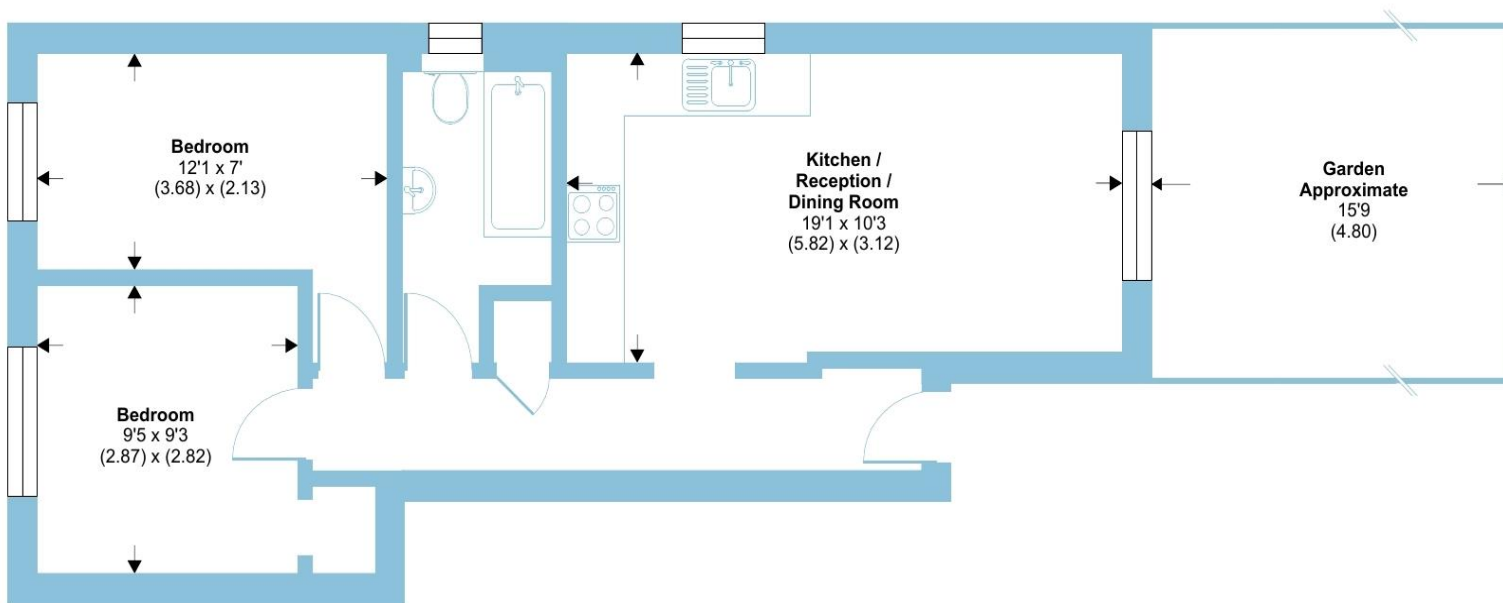 Bedroom
12'1 x 7'
(3.68) x (2.13)
Kitchen /
Reception /
Dining Room
19'1 x 10'3
(5.82) x (3.12)
Garden
Approximate
15'9
(4.80)
Bedroom
9'5 x 9'3
(2.87) x (2.82)